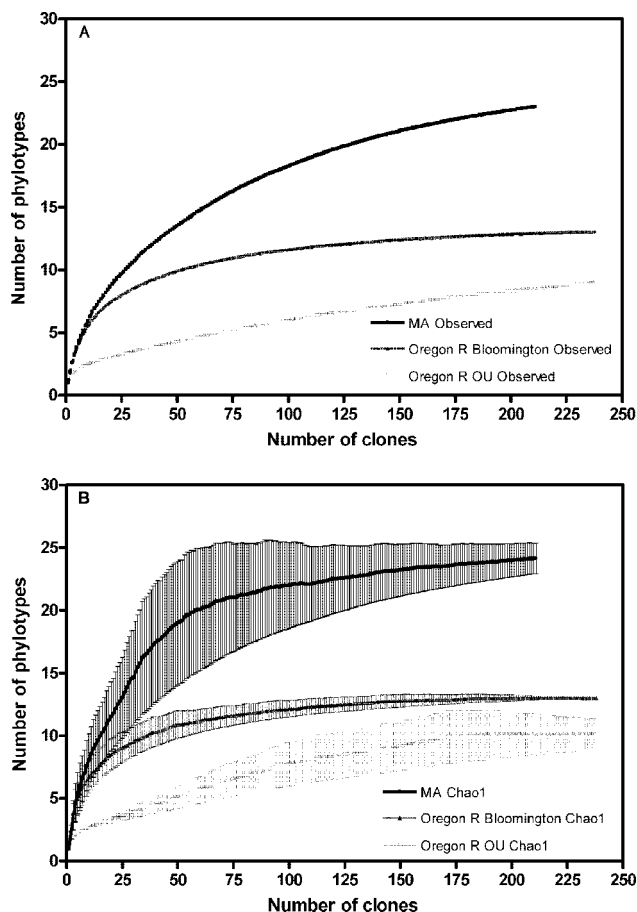 A
Number of phylotypes
30
25
20
15
10
5
0
MA Observed
Oregon R Bloomington Observed
Oregon R OU Observed
0 25 50 75 100 125 150 175 200 225 250
Number of clones
B
Number of phylotypes
30
25
20
15
10
5
0
MA Chao1
Oregon R Bloomington Chao1
Oregon R OU Chao1
0 25 50 75 100 125 150 175 200 225 250
Number of clones